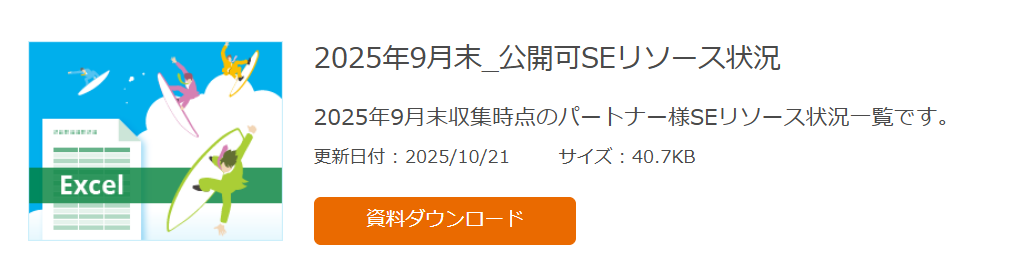 2025年9月末_公開可SEリソース状況
2025年9月末収集時点のパートナー様SEリソース状況一覧です。
更新日付：2025/10/21 サイズ：40.7KB
Excel
資料ダウンロード